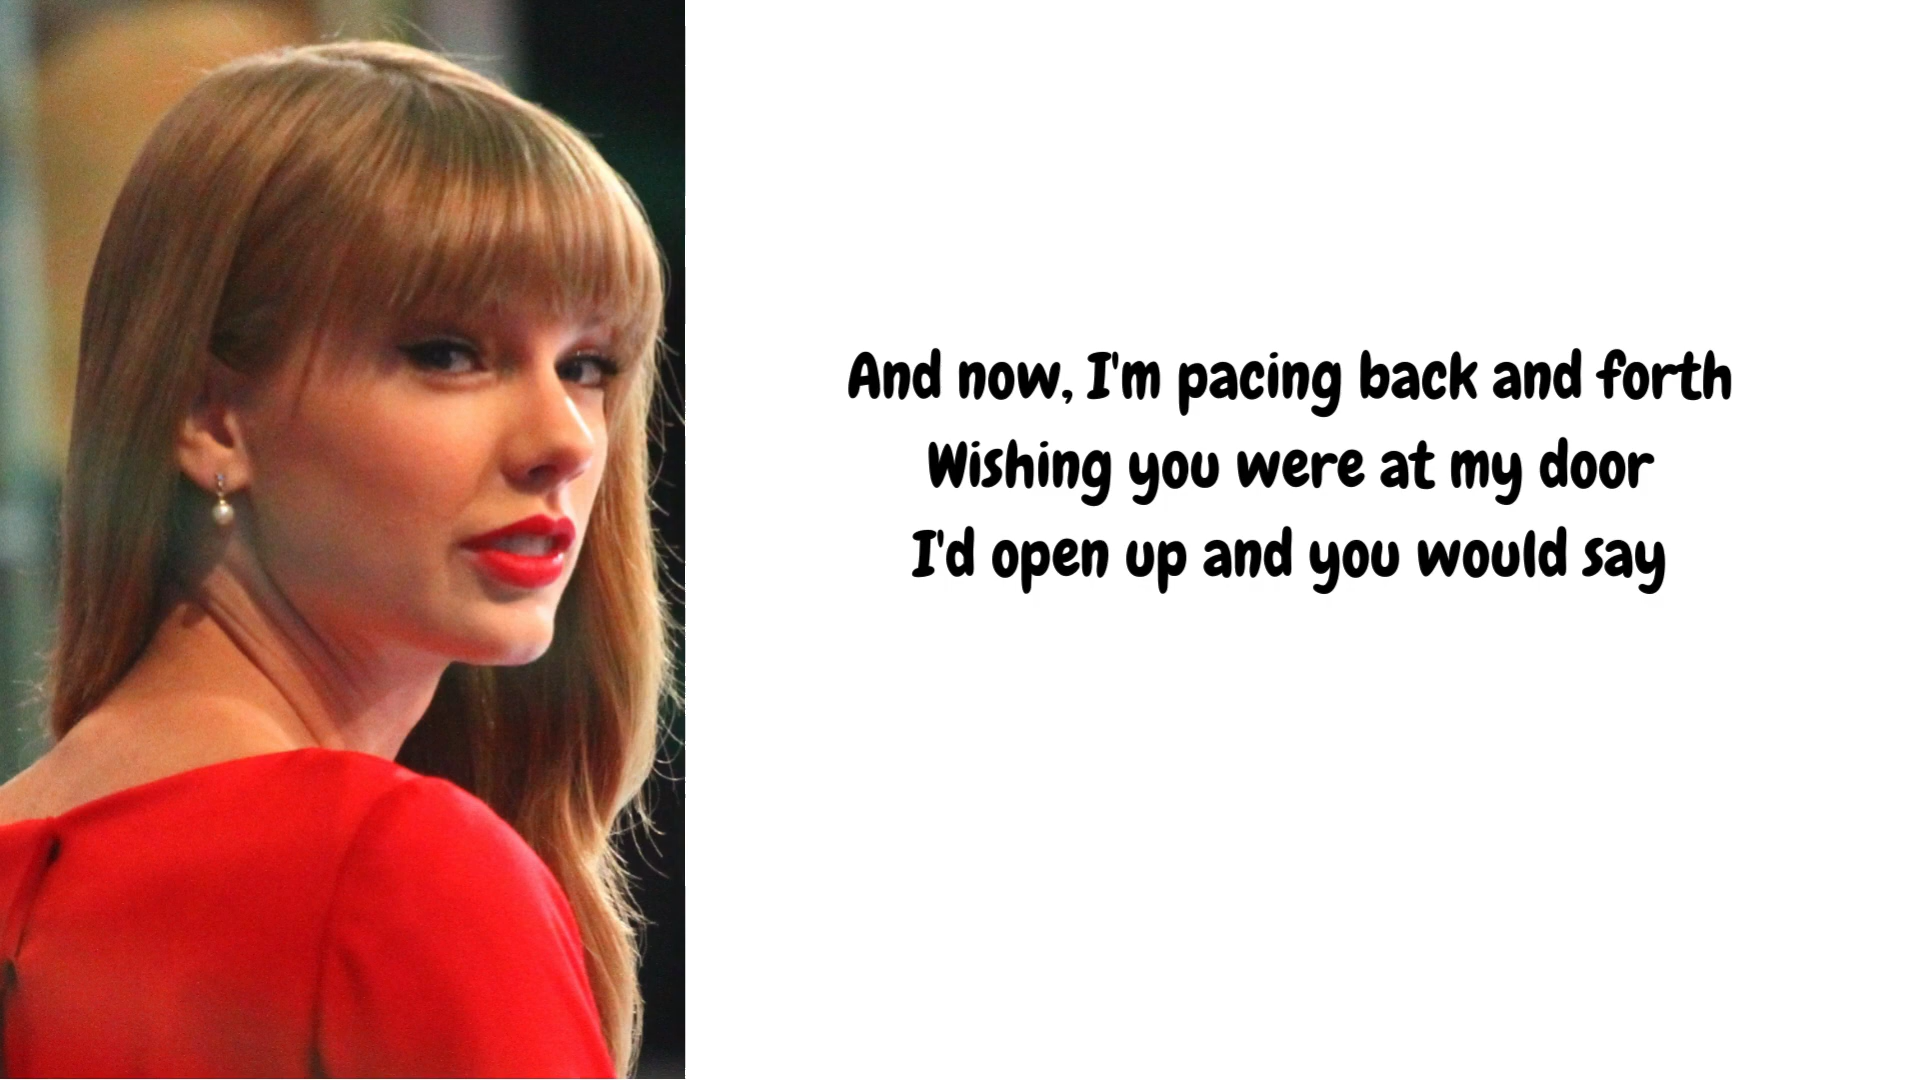 And now, I'm pacing back and forth
Wishing you were at my door
I'd open up and you would say